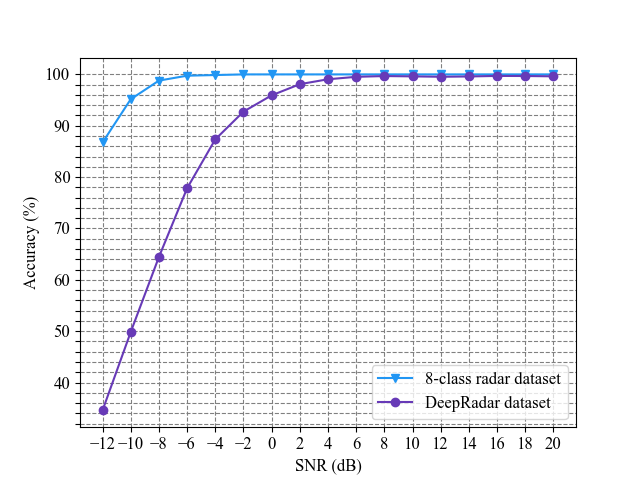 100
90
80
70
60
50
40
Accuracy (%)
8-class radar dataset
DeepRadar dataset
−12 −10 −8 −6 −4 −2 0 2 4 6 8 10 12 14 16 18 20
SNR (dB)